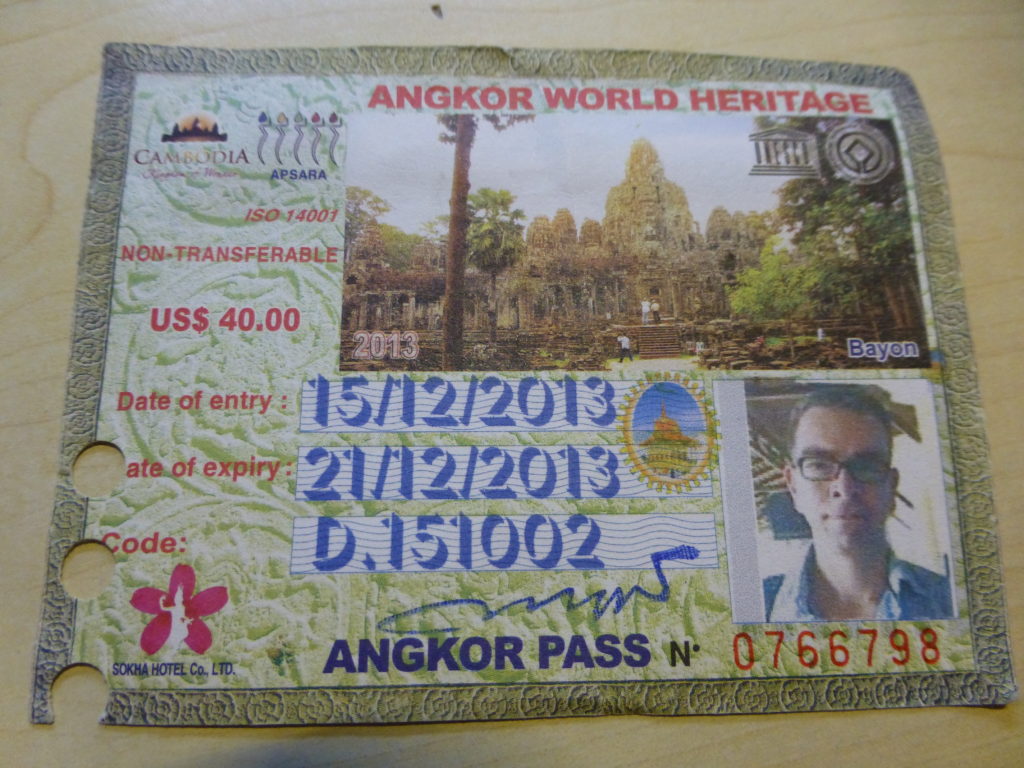 ANGKOR WORLD HERITAGE
CAMBODIA
APSARA
ISO 14001
NON-TRANSFERABLE
US$ 40.00
2013
Bayon
Date of entry : 15/12/2013
ate of expiry : 21/12/2013
Code: D.151002
SOKHA HOTEL Co., LTD.
ANGKOR PASS N° 0766798